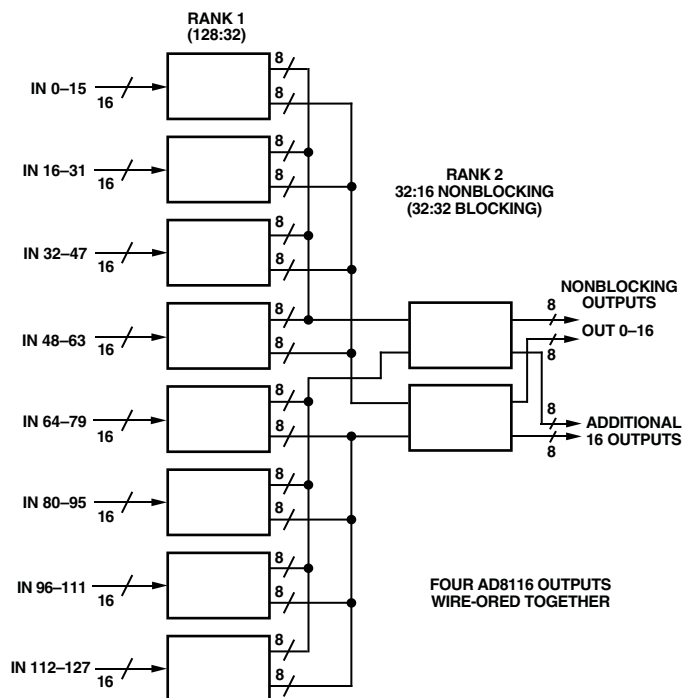 RANK 1
(128:32)
8
IN 0–15
16
8
8
IN 16–31
16
8
RANK 2
32:16 NONBLOCKING
(32:32 BLOCKING)
8
IN 32–47
16
8
NONBLOCKING
OUTPUTS
8
OUT 0–16
8
8
IN 48–63
16
8
8
IN 64–79
16
8
8
ADDITIONAL
16 OUTPUTS
8
8
IN 80–95
16
8
8
IN 96–111
16
8
FOUR AD8116 OUTPUTS
WIRE-ORED TOGETHER
8
IN 112–127
16
8